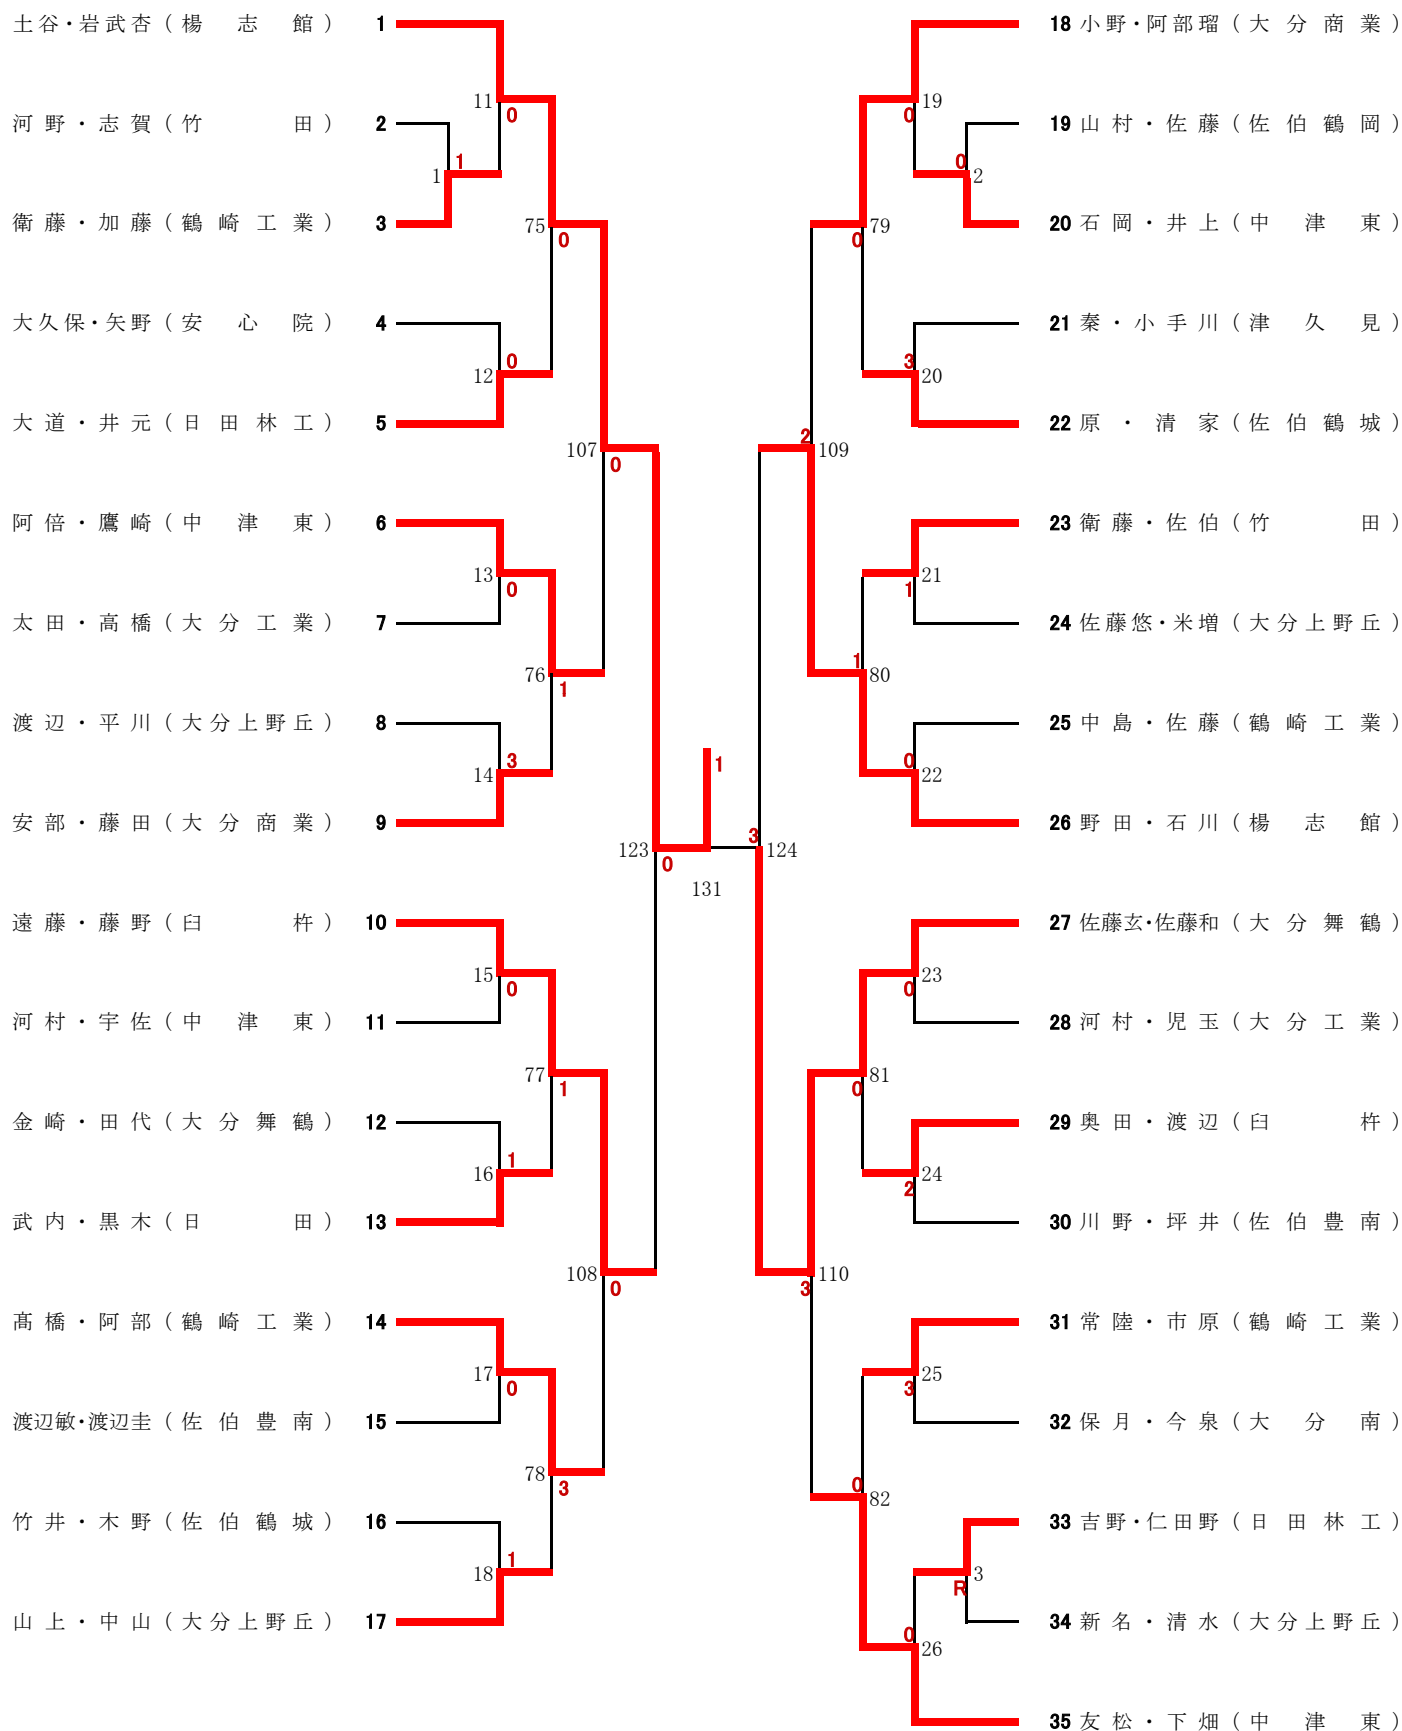 土谷・岩武杏（楊志館） 1
河野・志賀（竹田） 2
衛藤・加藤（鶴崎工業） 3
大久保・矢野（安心院） 4
大道・井元（日田林工） 5
阿倍・鷹崎（中津東） 6
太田・高橋（大分工業） 7
渡辺・平川（大分上野丘） 8
安部・藤田（大分商業） 9
遠藤・藤野（臼杵） 10
河村・宇佐（中津東） 11
金崎・田代（大分舞鶴） 12
武内・黒木（日田） 13
髙橋・阿部（鶴崎工業） 14
渡辺敏・渡辺圭（佐伯豊南） 15
竹井・木野（佐伯鶴城） 16
山上・中山（大分上野丘） 17
11
0
1
1
75
0
0
12
107
0
13
0
76
1
3
14
123
0
15
0
77
1
1
16
108
0
17
0
78
3
1
18
1
131
19
0
0
2
79
0
3
20
2
109
21
1
1
80
0
22
3
124
23
0
81
0
24
2
110
3
25
3
0
82
3
R
0
26
18 小野・阿部瑠（大分商業）
19 山村・佐藤（佐伯鶴岡）
20 石岡・井上（中津東）
21 秦・小手川（津久見）
22 原・清家（佐伯鶴城）
23 衛藤・佐伯（竹田）
24 佐藤悠・米増（大分上野丘）
25 中島・佐藤（鶴崎工業）
26 野田・石川（楊志館）
27 佐藤玄・佐藤和（大分舞鶴）
28 河村・児玉（大分工業）
29 奥田・渡辺（臼杵）
30 川野・坪井（佐伯豊南）
31 常陸・市原（鶴崎工業）
32 保月・今泉（大分南）
33 吉野・仁田野（日田林工）
34 新名・清水（大分上野丘）
35 友松・下畑（中津東）